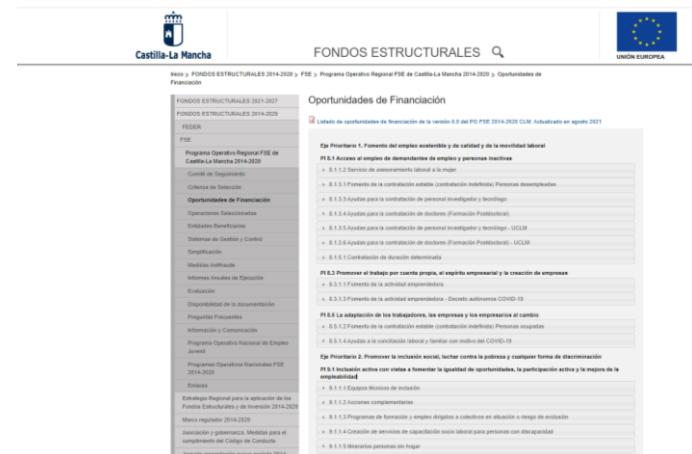 Castilla-La Mancha
FONDOS ESTRUCTURALES
UNIÓN EUROPEA
Inicio > FONDOS ESTRUCTURALES 2014-2020 > FSE > Programa Operativo Regional FSE de Castilla-La Mancha 2014-2020 > Oportunidades de
Financiación
FONDOS ESTRUCTURALES 2021-2027
FONDOS ESTRUCTURALES 2014-2020
FEDER
FSE
Programa Operativo Regional FSE de
Castilla-La Mancha 2014-2020
Comité de Seguimiento
Criterios de Selección
Oportunidades de Financiación
Operaciones Seleccionadas
Entidades Beneficiarias
Sistemas de Gestión y Control
Simplificación
Medidas Antifraude
Informes Anuales de Ejecución
Evaluación
Disponibilidad de la documentación
Preguntas Frecuentes
Información y Comunicación
Programa Operativo Nacional de Empleo
Juvenil
Programas Operativos Nacionales FSE
2014-2020
Enlaces
Estrategia Regional para la aplicación de los
Fondos Estructurales y de Inversión 2014-2020
Marco regulador 2014-2020
Asociación y gobernanza. Medidas para el
cumplimiento del Código de Conducta
Oportunidades de Financiación
Listado de oportunidades de financiación de la versión 6.0 del PO FSE 2014-2020 CLM. Actualizado en agosto 2021
Eje Prioritario 1. Fomento del empleo sostenible y de calidad y de la movilidad laboral
PI 8.1 Acceso al empleo de demandantes de empleo y personas inactivas
8.1.1.2 Servicio de asesoramiento laboral a la mujer
8.1.3.1 Fomento de la contratación estable (contratación indefinida) Personas desempleadas
8.1.3.3 Ayudas para la contratación de personal investigador y tecnólogo
8.1.3.4 Ayudas para la contratación de doctores (Formación Postdoctoral)
8.1.3.5 Ayudas para la contratación de personal investigador y tecnólogo - UCLM
8.1.3.6 Ayudas para la contratación de doctores (Formación Postdoctoral) - UCLM
8.1.5.1 Contratación de duración determinada
PI 8.3 Promover el trabajo por cuenta propia, el espíritu empresarial y la creación de empresas
8.3.1.1 Fomento de la actividad emprendedora
8.3.1.3 Fomento de la actividad emprendedora - Decreto autónomos COVID-19
PI 8.5 La adaptación de los trabajadores, las empresas y los empresarios al cambio
8.5.1.2 Fomento de la contratación estable (contratación indefinida) Personas ocupadas
8.5.1.4 Ayudas a la conciliación laboral y familiar con motivo del COVID-19
Eje Prioritario 2. Promover la inclusión social, luchar contra la pobreza y cualquier forma de discriminación
PI 9.1 Inclusión activa con vistas a fomentar la igualdad de oportunidades, la participación activa y la mejora de la
empleabilidad
9.1.1.1 Equipos técnicos de inclusión
9.1.1.2 Acciones complementarias
9.1.1.3 Programas de formación y empleo dirigidos a colectivos en situación o riesgo de exclusión
9.1.1.4 Creación de servicios de capacitación socio laboral para personas con discapacidad
9.1.1.5 Itinerarios personas sin hogar